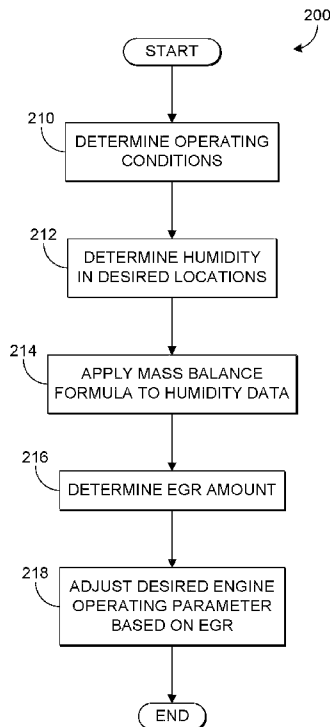 200
START
210
DETERMINE OPERATING
CONDITIONS
212
DETERMINE HUMIDITY
IN DESIRED LOCATIONS
214
APPLY MASS BALANCE
FORMULA TO HUMIDITY DATA
216
DETERMINE EGR AMOUNT
218
ADJUST DESIRED ENGINE
OPERATING PARAMETER
BASED ON EGR
END